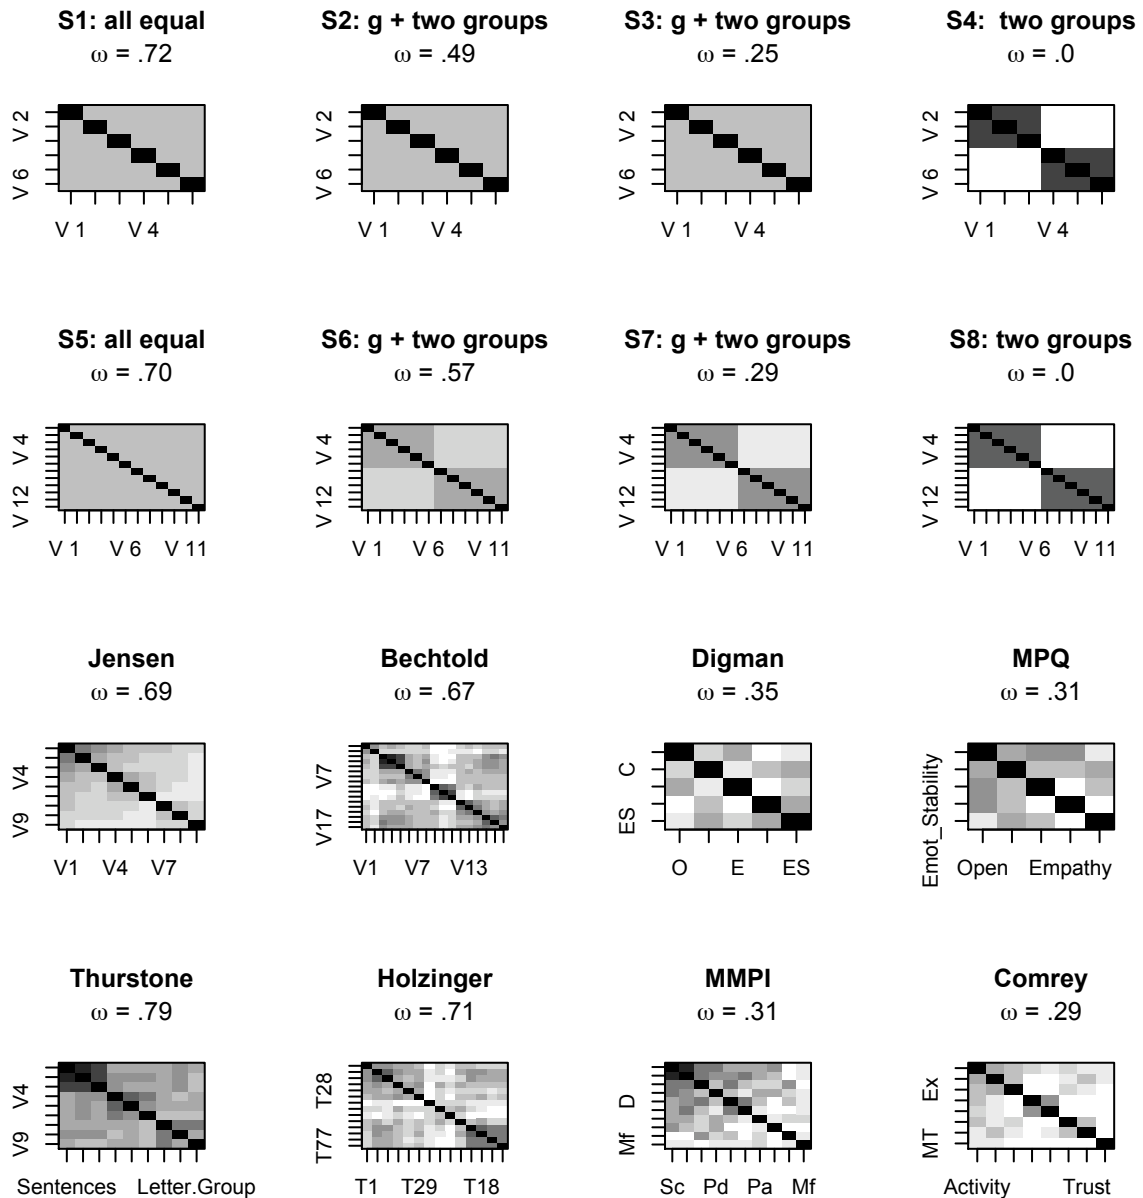 S1: all equal
ω = .72
V 2
V 6
V 1 V 4
S2: g + two groups
ω = .49
V 2
V 6
V 1 V 4
S3: g + two groups
ω = .25
V 2
V 6
V 1 V 4
S4: two groups
ω = .0
V 2
V 6
V 1 V 4
S5: all equal
ω = .70
V 4
V 12
V 1 V 6 V 11
S6: g + two groups
ω = .57
V 4
V 12
V 1 V 6 V 11
S7: g + two groups
ω = .29
V 4
V 12
V 1 V 6 V 11
S8: two groups
ω = .0
V 4
V 12
V 1 V 6 V 11
Jensen
ω = .69
V4
V9
V1 V4 V7
Bechtold
ω = .67
V7
V17
V1 V7 V13
Digman
ω = .35
C
ES
O E ES
MPQ
ω = .31
Emot_Stability
Open Empathy
Thurstone
ω = .79
V4
V9
Sentences Letter.Group
Holzinger
ω = .71
T28
T77
T1 T29 T18
MMPI
ω = .31
D
Mf
Sc Pd Pa Mf
Comrey
ω = .29
Ex
MT
Activity Trust